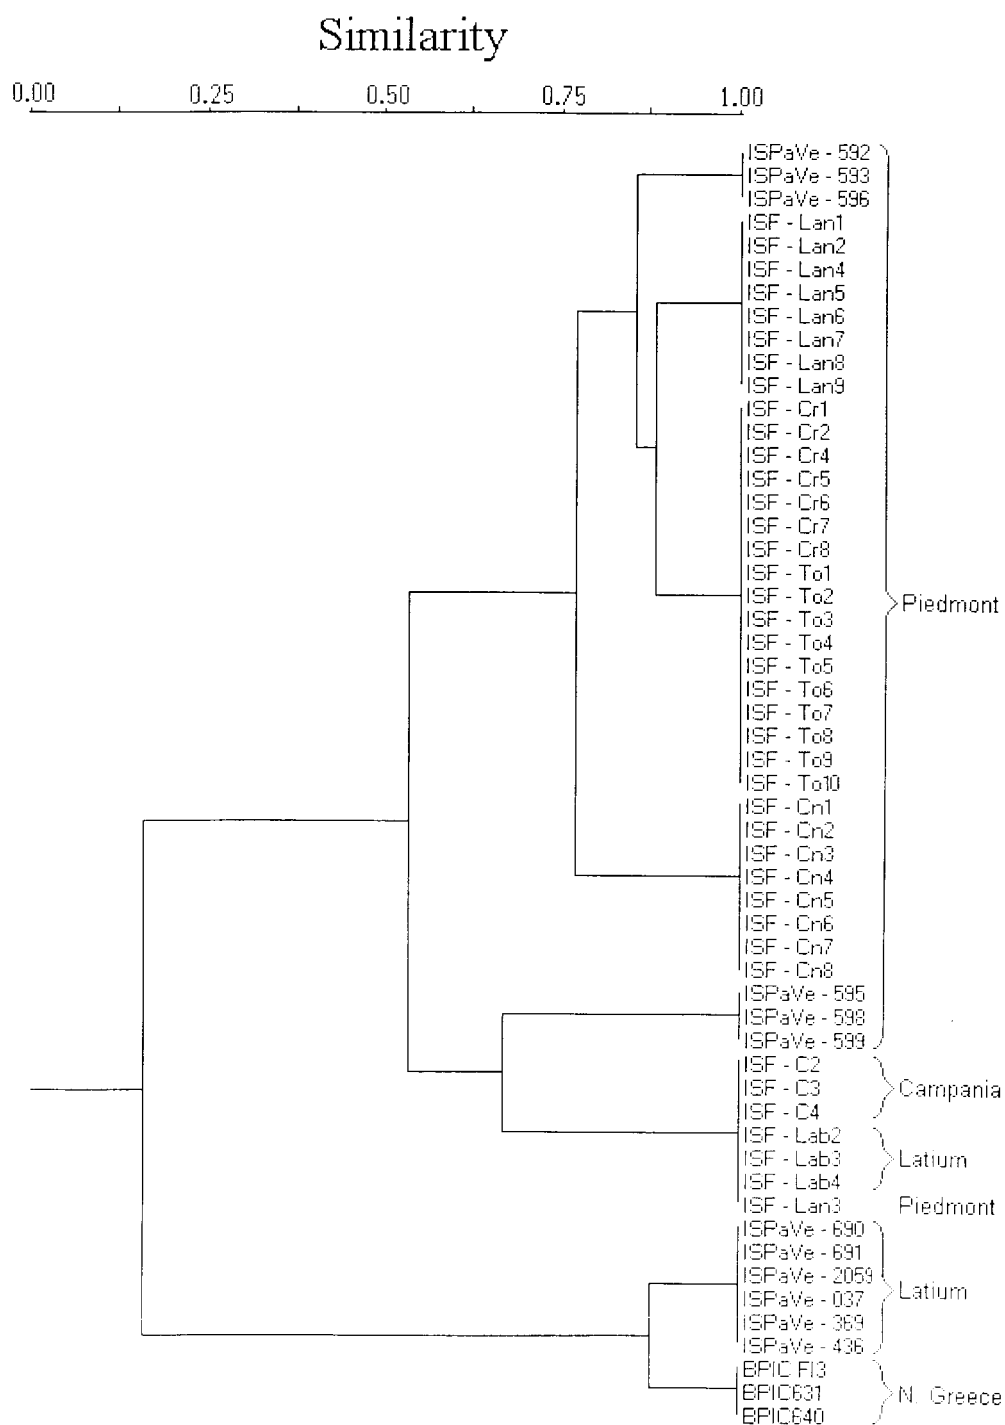 Similarity
0.00 0.25 0.50 0.75 1.00
ISPaVe - 592
ISPaVe - 593
ISPaVe - 596
ISF - Lan1
ISF - Lan2
ISF - Lan4
ISF - Lan5
ISF - Lan6
ISF - Lan7
ISF - Lan8
ISF - Lan9
ISF - Cr1
ISF - Cr2
ISF - Cr4
ISF - Cr5
ISF - Cr6
ISF - Cr7
ISF - Cr8
ISF - To1
ISF - To2
Piedmont
ISF - To3
ISF - To4
ISF - To5
ISF - To6
ISF - To7
ISF - To8
ISF - To9
ISF - To10
ISF - Cn1
ISF - Cn2
ISF - Cn3
ISF - Cn4
ISF - Cn5
ISF - Cn6
ISF - Cn7
ISF - Cn8
ISPaVe - 595
ISPaVe - 598
ISPaVe - 599
ISF - C2
ISF - C3 Campania
ISF - C4
ISF - Lab2
ISF - Lab3 Latium
ISF - Lab4
ISF - Lan3 Piedmont
ISPaVe - 690
ISPaVe - 691
ISPaVe - 2059
Latium
ISPaVe - 037
ISPaVe - 369
ISPaVe - 436
BPIC FI3
BPIC631 N. Greece
BPIC640